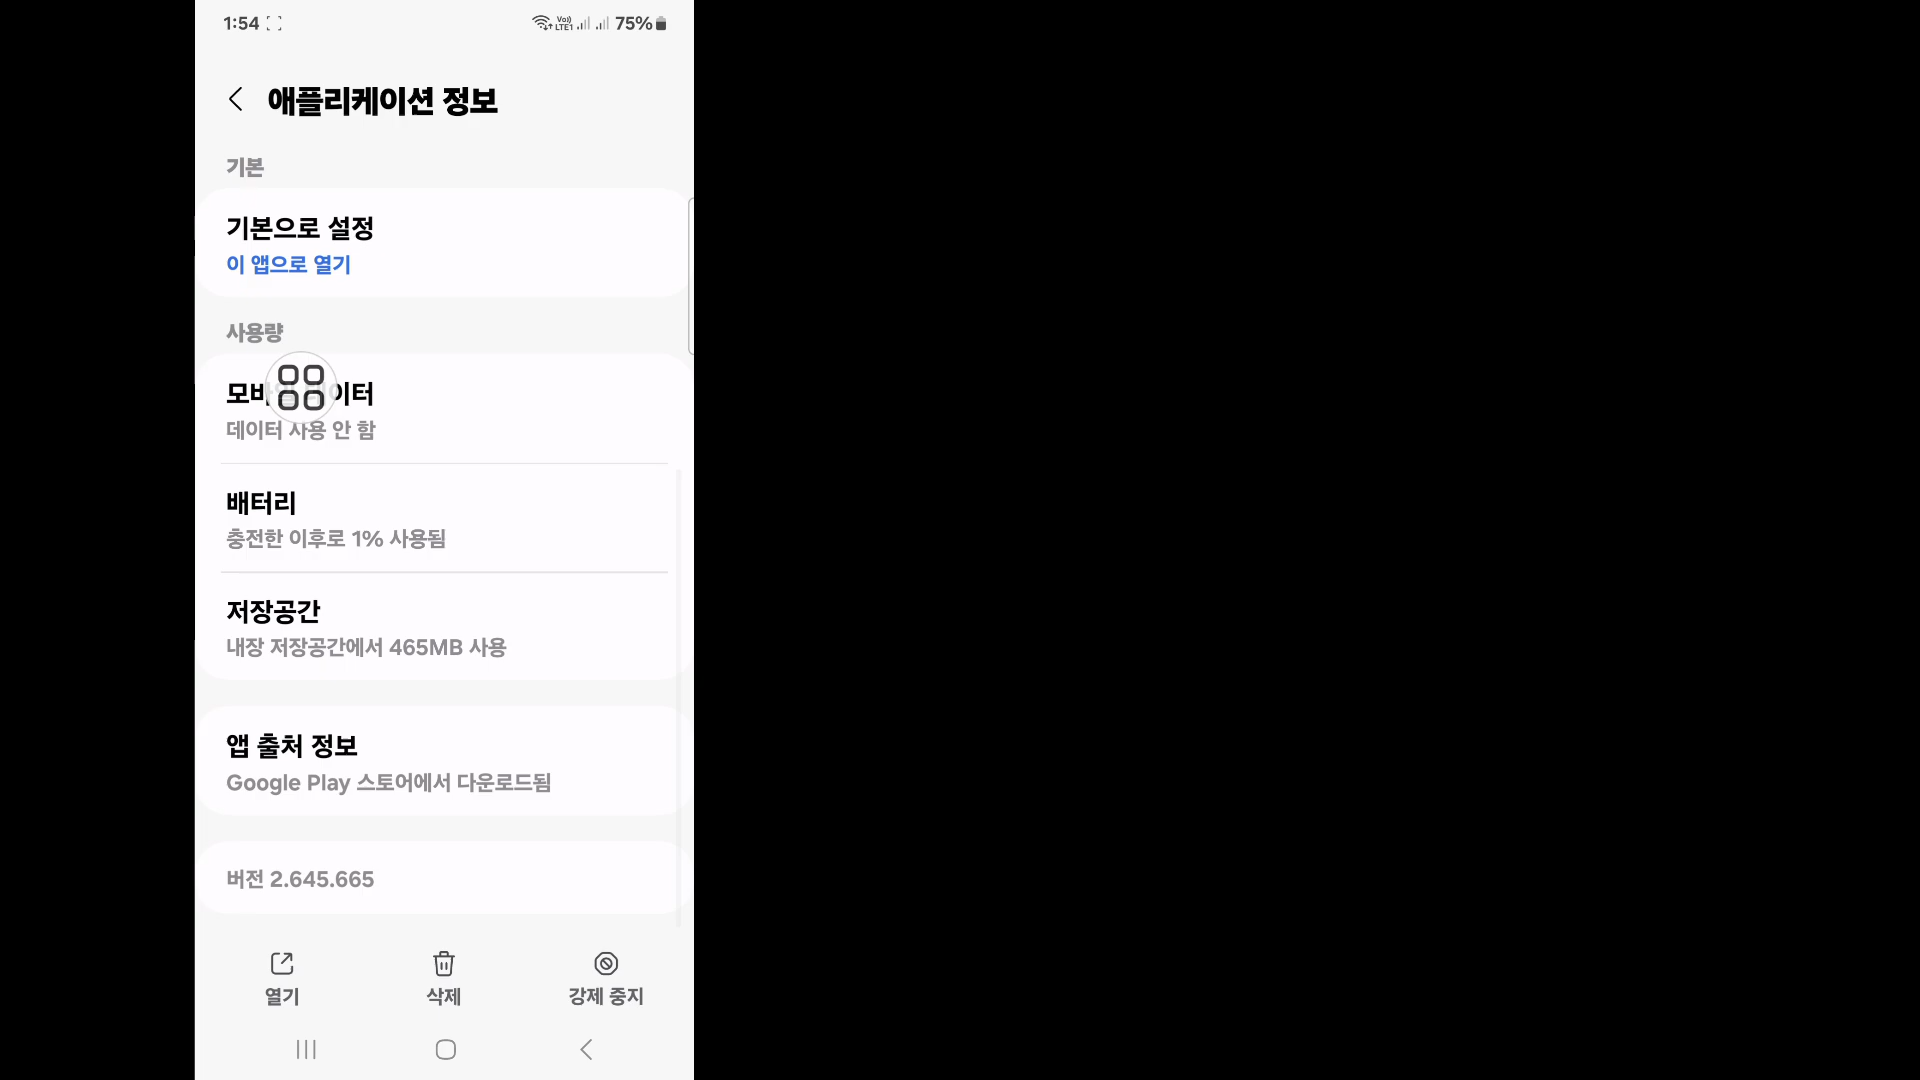 1:54 Vo)) LTE1 75%
애플리케이션 정보
기본
기본으로 설정
이 앱으로 열기
사용량
모바일 데이터
데이터 사용 안 함
배터리
충전한 이후로 1% 사용됨
저장공간
내장 저장공간에서 465MB 사용
앱 출처 정보
Google Play 스토어에서 다운로드됨
버전 2.645.665
열기 삭제 강제 중지